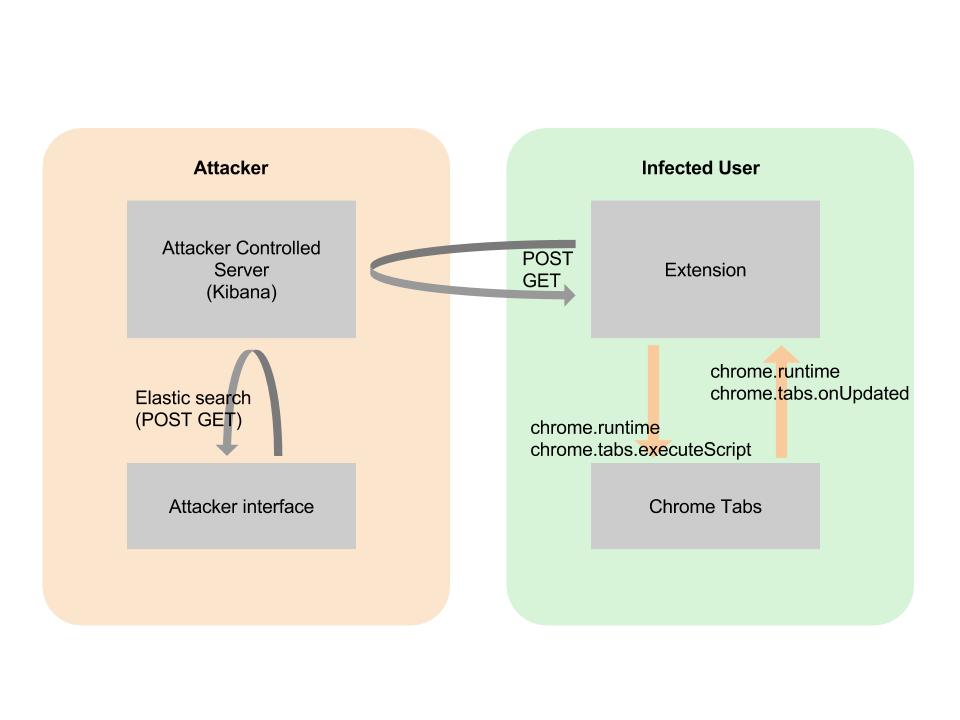 Attacker
Attacker Controlled
Server
(Kibana)
Elastic search
(POST GET)
Attacker interface
Infected User
POST
GET
Extension
chrome.runtime
chrome.tabs.onUpdated
chrome.runtime
chrome.tabs.executeScript
Chrome Tabs